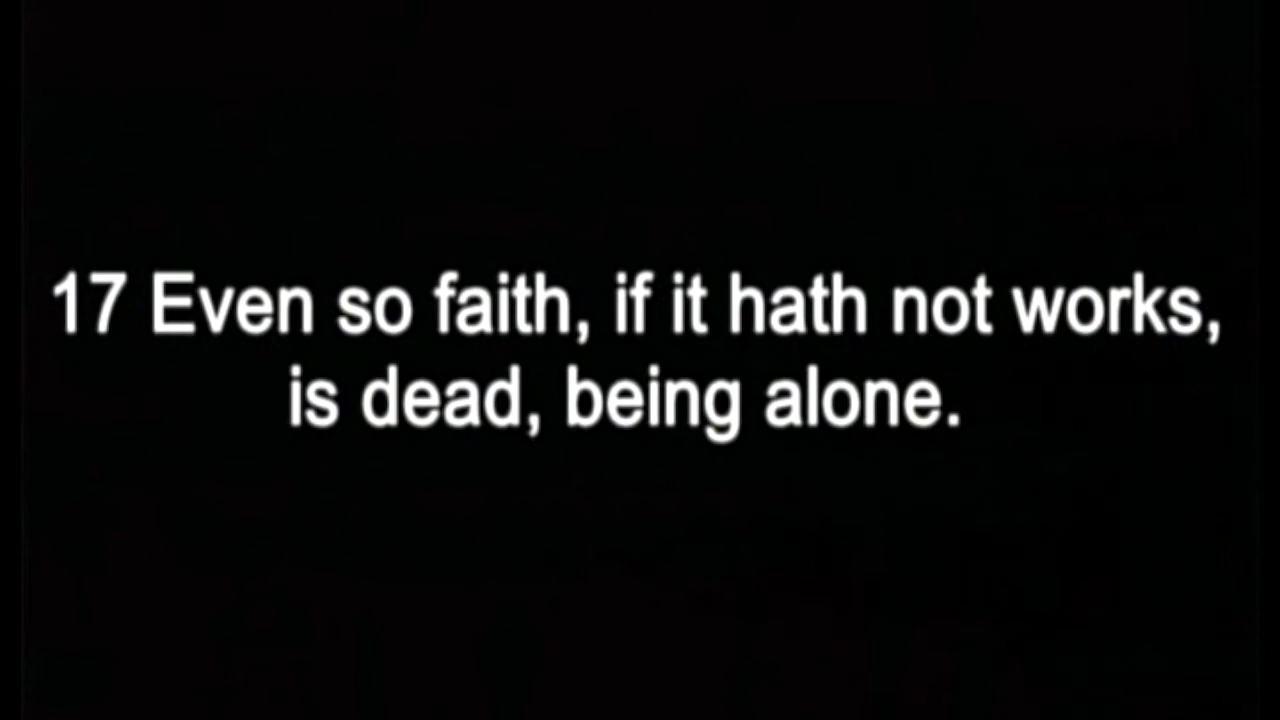 17 Even so faith, if it hath not works,
is dead, being alone.